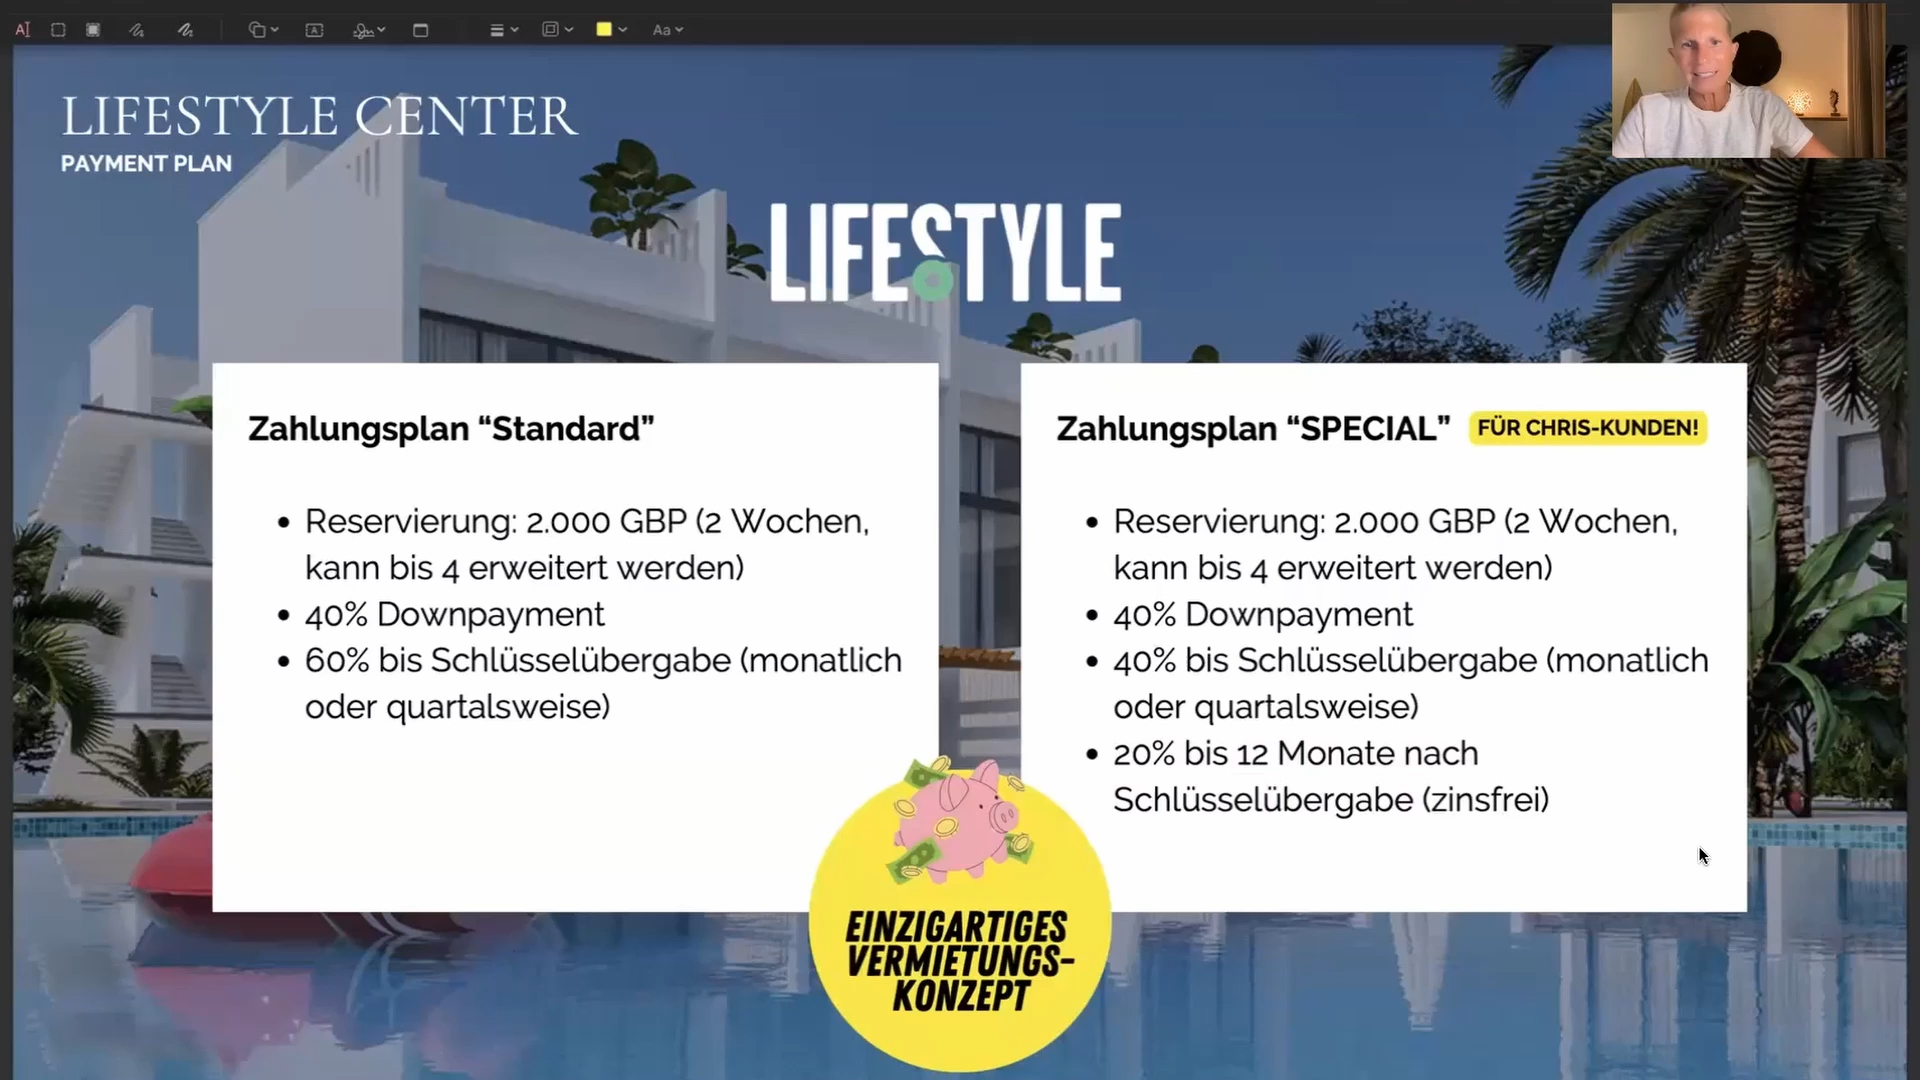 LIFESTYLE CENTER
PAYMENT PLAN
LIFESTYLE
Zahlungsplan “Standard”
• Reservierung: 2.000 GBP (2 Wochen,
kann bis 4 erweitert werden)
• 40% Downpayment
• 60% bis Schlüsselübergabe (monatlich
oder quartalsweise)
Zahlungsplan “SPECIAL” FÜR CHRIS-KUNDEN!
• Reservierung: 2.000 GBP (2 Wochen,
kann bis 4 erweitert werden)
• 40% Downpayment
• 40% bis Schlüsselübergabe (monatlich
oder quartalsweise)
• 20% bis 12 Monate nach
Schlüsselübergabe (zinsfrei)
EINZIGARTIGES
VERMIETUNGS-
KONZEPT
AI
A
Aa